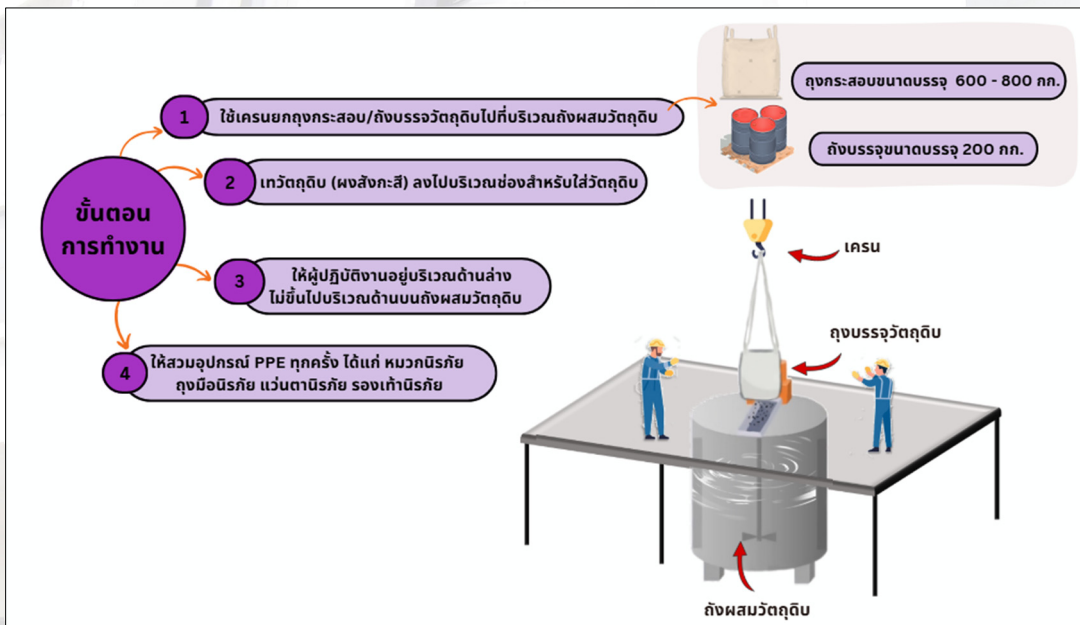 ขั้นตอน
การทำงาน
1
ใช้เครนยกถุงกระสอบ/ถังบรรจุวัตถุดิบไปที่บริเวณถังผสมวัตถุดิบ
ถุงกระสอบขนาดบรรจุ 600 - 800 กก.
ถังบรรจุขนาดบรรจุ 200 กก.
2
เทวัตถุดิบ (ผงสังกะสี) ลงไปบริเวณช่องสำหรับใส่วัตถุดิบ
3
ให้ผู้ปฏิบัติงานอยู่บริเวณด้านล่าง
ไม่ขึ้นไปบริเวณด้านบนถังผสมวัตถุดิบ
4
ให้สวมอุปกรณ์ PPE ทุกครั้ง ได้แก่ หมวกนิรภัย
ถุงมือนิรภัย แว่นตานิรภัย รองเท้านิรภัย
เครน
ถุงบรรจุวัตถุดิบ
ถังผสมวัตถุดิบ